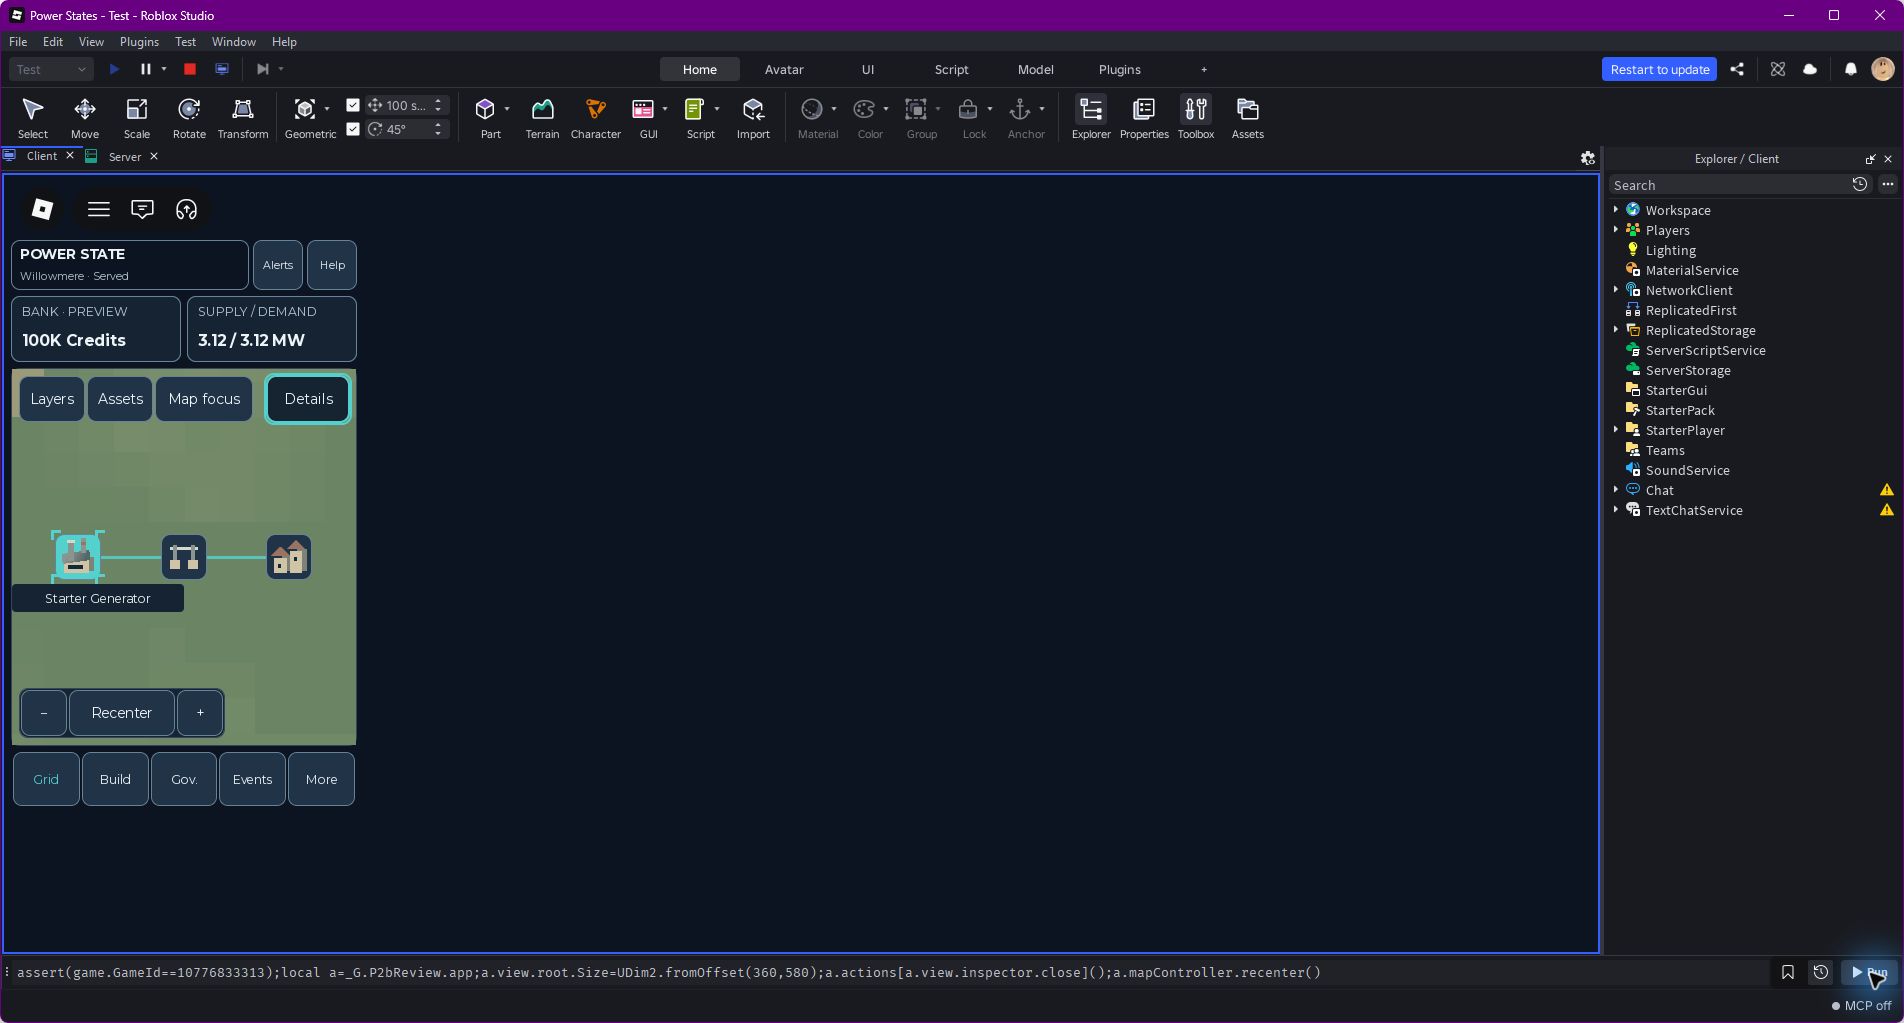 Power States - Test - Roblox Studio
File Edit View Plugins Test Window Help
Test
Home Avatar UI Script Model Plugins +
Restart to update
Select Move Scale Rotate Transform Geometric
100 s...
45°
Part Terrain Character GUI Script Import Material Color Group Lock Anchor Explorer Properties Toolbox Assets
Client Server
Explorer / Client
Search
Workspace
Players
Lighting
MaterialService
NetworkClient
ReplicatedFirst
ReplicatedStorage
ServerScriptService
ServerStorage
StarterGui
StarterPack
StarterPlayer
Teams
SoundService
Chat
TextChatService
POWER STATE
Willowmere · Served
Alerts Help
BANK · PREVIEW
100K Credits
SUPPLY / DEMAND
3.12 / 3.12 MW
Layers Assets Map focus Details
Starter Generator
– Recenter +
Grid Build Gov. Events More
assert(game.GameId==10776833313);local a=_G.P2bReview.app;a.view.root.Size=UDim2.fromOffset(360,580);a.actions[a.view.inspector.close]();a.mapController.recenter()
MCP off